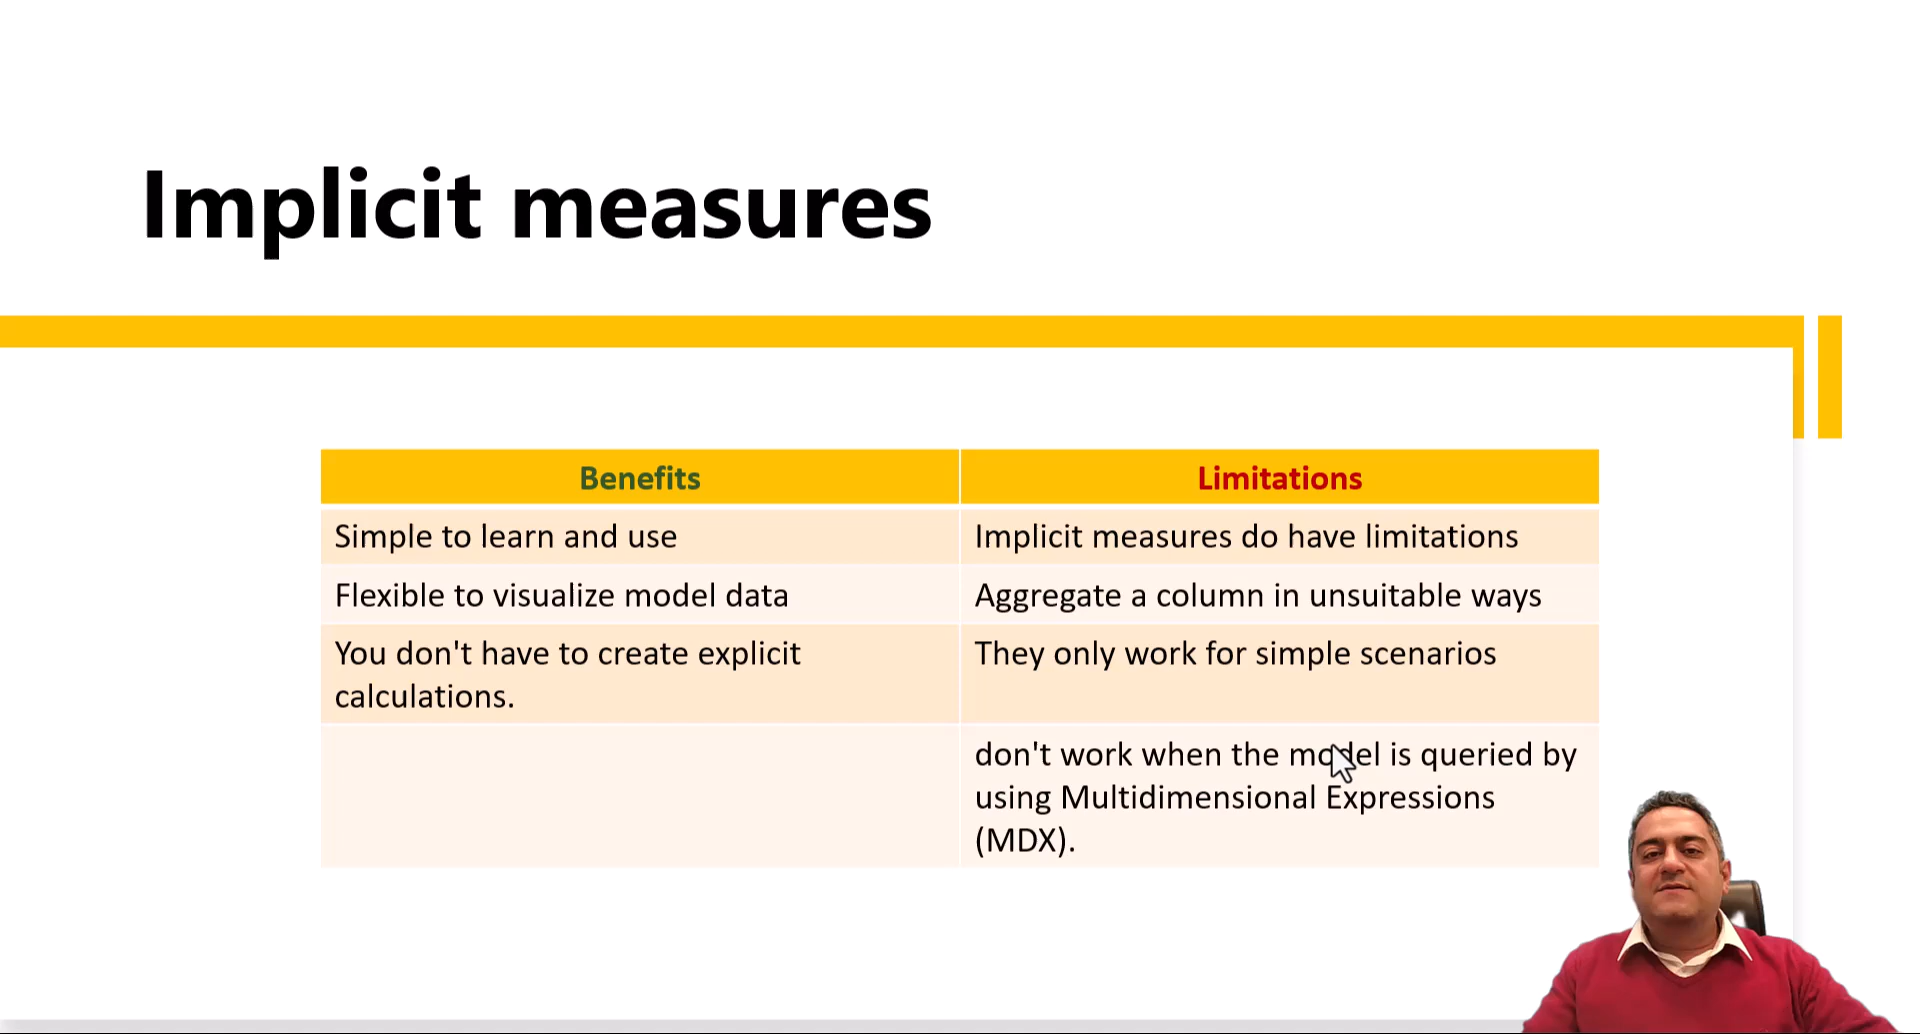 Implicit measures
Benefits
Limitations
Simple to learn and use
Implicit measures do have limitations
Flexible to visualize model data
Aggregate a column in unsuitable ways
You don't have to create explicit
calculations.
They only work for simple scenarios
don't work when the model is queried by
using Multidimensional Expressions
(MDX).